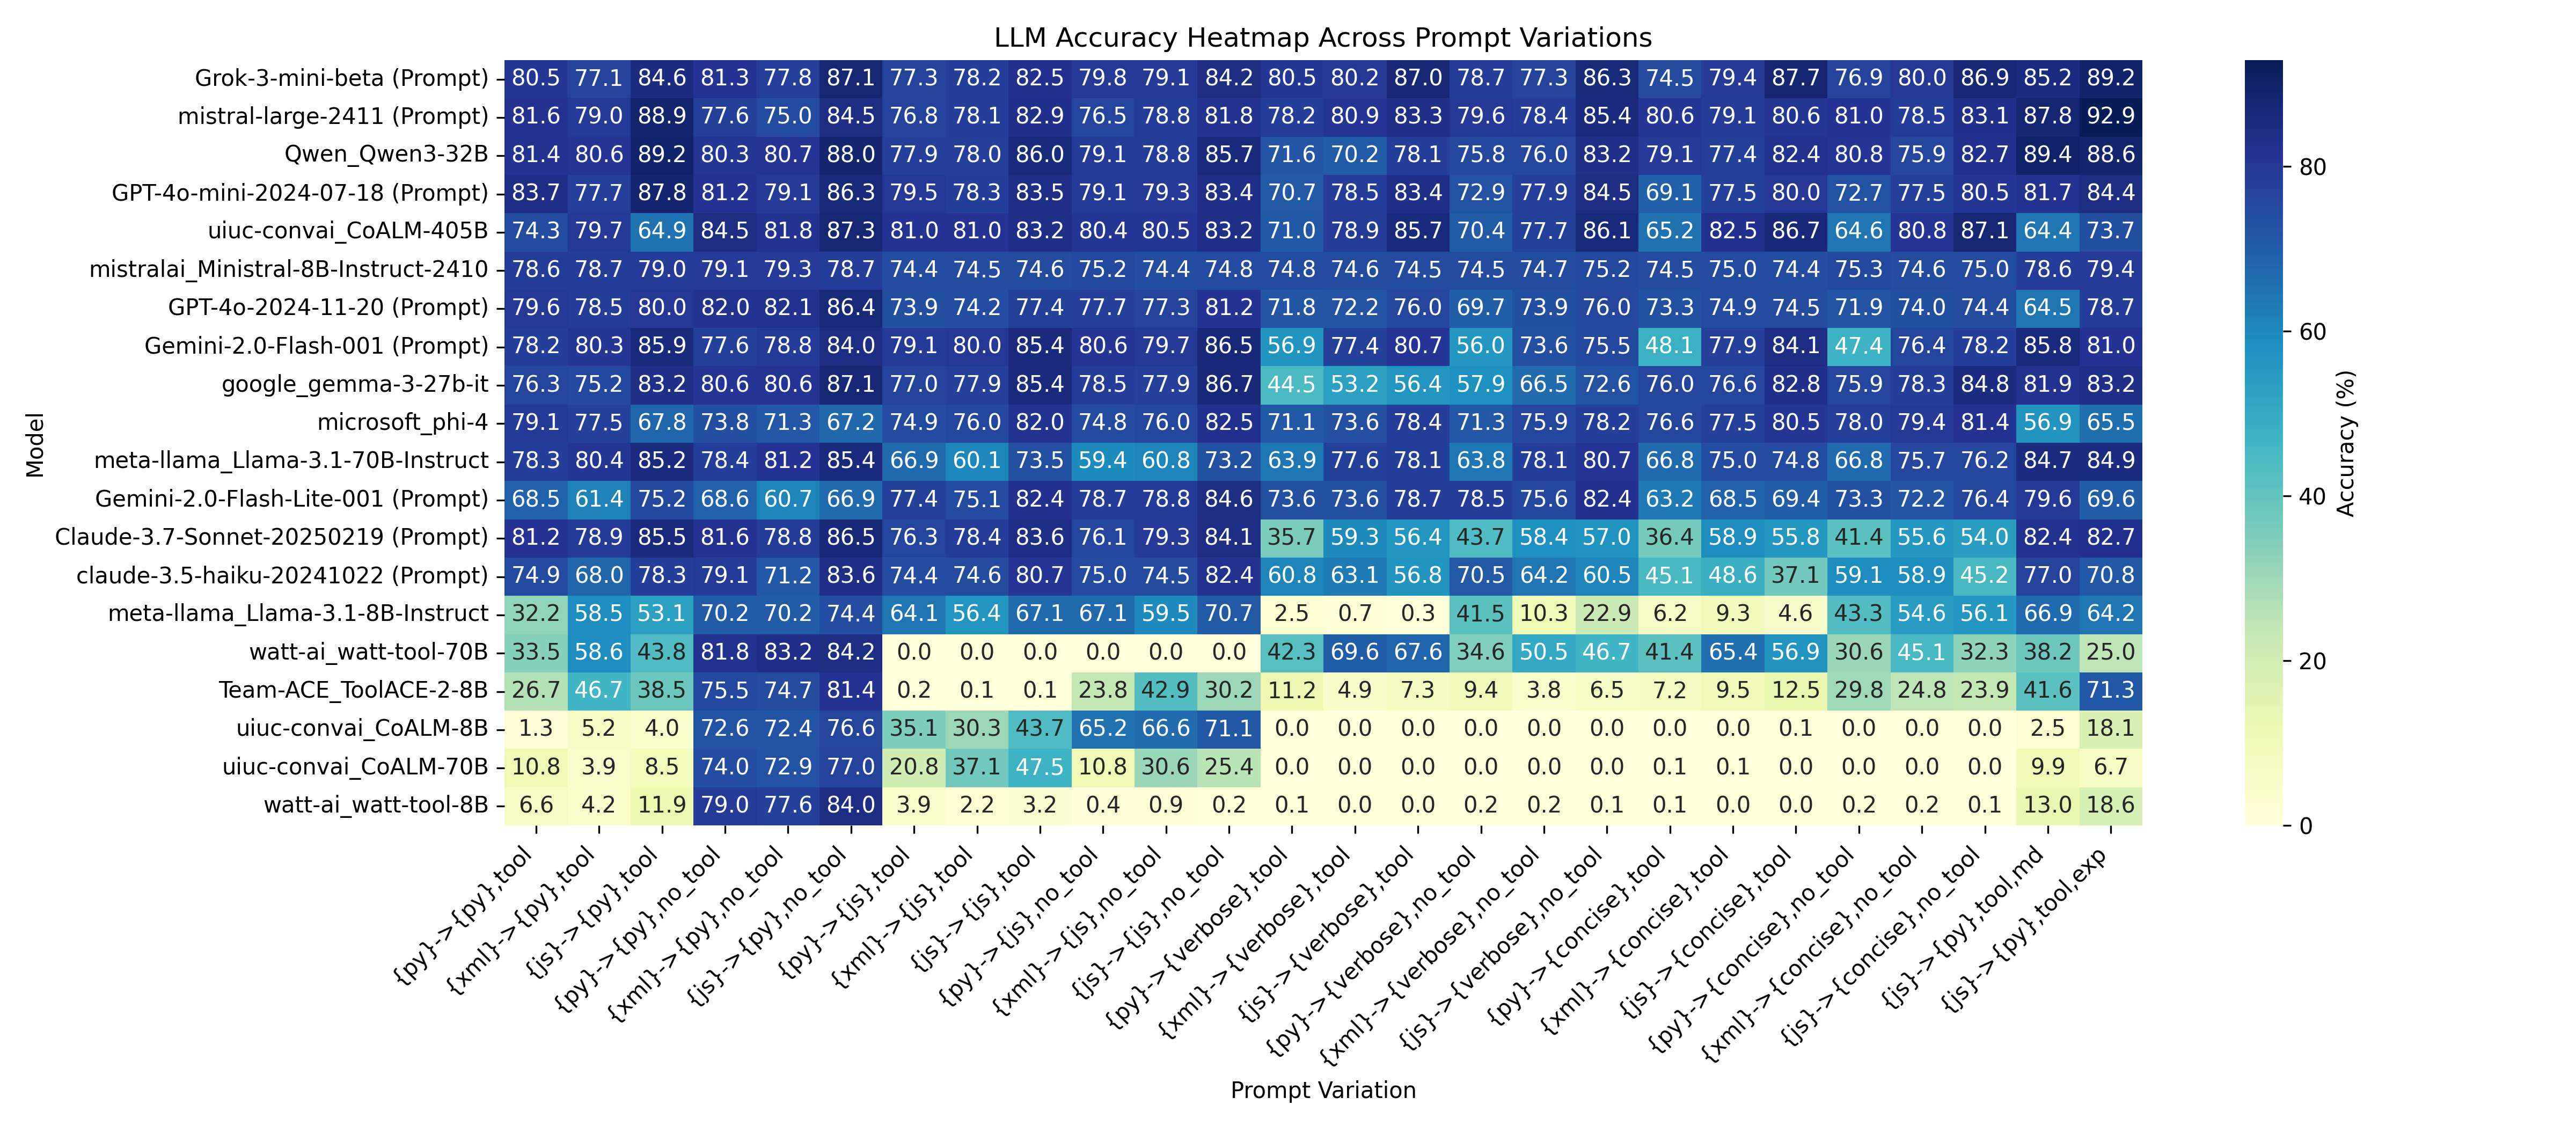 LLM Accuracy Heatmap Across Prompt Variations
Model
Grok-3-mini-beta (Prompt) 80.5 77.1 84.6 81.3 77.8 87.1 77.3 78.2 82.5 79.8 79.1 84.2 80.5 80.2 87.0 78.7 77.3 86.3 74.5 79.4 87.7 76.9 80.0 86.9 85.2 89.2
mistral-large-2411 (Prompt) 81.6 79.0 88.9 77.6 75.0 84.5 76.8 78.1 82.9 76.5 78.8 81.8 78.2 80.9 83.3 79.6 78.4 85.4 80.6 79.1 80.6 81.0 78.5 83.1 87.8 92.9
Qwen_Qwen3-32B 81.4 80.6 89.2 80.3 80.7 88.0 77.9 78.0 86.0 79.1 78.8 85.7 71.6 70.2 78.1 75.8 76.0 83.2 79.1 77.4 82.4 80.8 75.9 82.7 89.4 88.6
GPT-4o-mini-2024-07-18 (Prompt) 83.7 77.7 87.8 81.2 79.1 86.3 79.5 78.3 83.5 79.1 79.3 83.4 70.7 78.5 83.4 72.9 77.9 84.5 69.1 77.5 80.0 72.7 77.5 80.5 81.7 84.4
uiuc-convai_CoALM-405B 74.3 79.7 64.9 84.5 81.8 87.3 81.0 81.0 83.2 80.4 80.5 83.2 71.0 78.9 85.7 70.4 77.7 86.1 65.2 82.5 86.7 64.6 80.8 87.1 64.4 73.7
mistralai_Ministral-8B-Instruct-2410 78.6 78.7 79.0 79.1 79.3 78.7 74.4 74.5 74.6 75.2 74.4 74.8 74.8 74.6 74.5 74.5 74.7 75.2 74.5 75.0 74.4 75.3 74.6 75.0 78.6 79.4
GPT-4o-2024-11-20 (Prompt) 79.6 78.5 80.0 82.0 82.1 86.4 73.9 74.2 77.4 77.7 77.3 81.2 71.8 72.2 76.0 69.7 73.9 76.0 73.3 74.9 74.5 71.9 74.0 74.4 64.5 78.7
Gemini-2.0-Flash-001 (Prompt) 78.2 80.3 85.9 77.6 78.8 84.0 79.1 80.0 85.4 80.6 79.7 86.5 56.9 77.4 80.7 56.0 73.6 75.5 48.1 77.9 84.1 47.4 76.4 78.2 85.8 81.0
google_gemma-3-27b-it 76.3 75.2 83.2 80.6 80.6 87.1 77.0 77.9 85.4 78.5 77.9 86.7 44.5 53.2 56.4 57.9 66.5 72.6 76.0 76.6 82.8 75.9 78.3 84.8 81.9 83.2
microsoft_phi-4 79.1 77.5 67.8 73.8 71.3 67.2 74.9 76.0 82.0 74.8 76.0 82.5 71.1 73.6 78.4 71.3 75.9 78.2 76.6 77.5 80.5 78.0 79.4 81.4 56.9 65.5
meta-llama_Llama-3.1-70B-Instruct 78.3 80.4 85.2 78.4 81.2 85.4 66.9 60.1 73.5 59.4 60.8 73.2 63.9 77.6 78.1 63.8 78.1 80.7 66.8 75.0 74.8 66.8 75.7 76.2 84.7 84.9
Gemini-2.0-Flash-Lite-001 (Prompt) 68.5 61.4 75.2 68.6 60.7 66.9 77.4 75.1 82.4 78.7 78.8 84.6 73.6 73.6 78.7 78.5 75.6 82.4 63.2 68.5 69.4 73.3 72.2 76.4 79.6 69.6
Claude-3.7-Sonnet-20250219 (Prompt) 81.2 78.9 85.5 81.6 78.8 86.5 76.3 78.4 83.6 76.1 79.3 84.1 35.7 59.3 56.4 43.7 58.4 57.0 36.4 58.9 55.8 41.4 55.6 54.0 82.4 82.7
claude-3.5-haiku-20241022 (Prompt) 74.9 68.0 78.3 79.1 71.2 83.6 74.4 74.6 80.7 75.0 74.5 82.4 60.8 63.1 56.8 70.5 64.2 60.5 45.1 48.6 37.1 59.1 58.9 45.2 77.0 70.8
meta-llama_Llama-3.1-8B-Instruct 32.2 58.5 53.1 70.2 70.2 74.4 64.1 56.4 67.1 67.1 59.5 70.7 2.5 0.7 0.3 41.5 10.3 22.9 6.2 9.3 4.6 43.3 54.6 56.1 66.9 64.2
watt-ai_watt-tool-70B 33.5 58.6 43.8 81.8 83.2 84.2 0.0 0.0 0.0 0.0 0.0 0.0 42.3 69.6 67.6 34.6 50.5 46.7 41.4 65.4 56.9 30.6 45.1 32.3 38.2 25.0
Team-ACE_ToolACE-2-8B 26.7 46.7 38.5 75.5 74.7 81.4 0.2 0.1 0.1 23.8 42.9 30.2 11.2 4.9 7.3 9.4 3.8 6.5 7.2 9.5 12.5 29.8 24.8 23.9 41.6 71.3
uiuc-convai_CoALM-8B 1.3 5.2 4.0 72.6 72.4 76.6 35.1 30.3 43.7 65.2 66.6 71.1 0.0 0.0 0.0 0.0 0.0 0.0 0.0 0.0 0.1 0.0 0.0 0.0 2.5 18.1
uiuc-convai_CoALM-70B 10.8 3.9 8.5 74.0 72.9 77.0 20.8 37.1 47.5 10.8 30.6 25.4 0.0 0.0 0.0 0.0 0.0 0.0 0.1 0.1 0.0 0.0 0.0 0.0 9.9 6.7
watt-ai_watt-tool-8B 6.6 4.2 11.9 79.0 77.6 84.0 3.9 2.2 3.2 0.4 0.9 0.2 0.1 0.0 0.0 0.2 0.2 0.1 0.1 0.0 0.0 0.2 0.2 0.1 13.0 18.6
{py}->{py},tool
{xml}->{py},tool
{js}->{py},tool
{py}->{py},no_tool
{xml}->{py},no_tool
{js}->{py},no_tool
{py}->{js},tool
{xml}->{js},tool
{js}->{js},tool
{py}->{js},no_tool
{xml}->{js},no_tool
{js}->{js},no_tool
{py}->{verbose},tool
{xml}->{verbose},tool
{js}->{verbose},tool
{py}->{verbose},no_tool
{xml}->{verbose},no_tool
{js}->{verbose},no_tool
{py}->{concise},tool
{xml}->{concise},tool
{js}->{concise},tool
{py}->{concise},no_tool
{xml}->{concise},no_tool
{js}->{concise},no_tool
{js}->{py},tool,md
{js}->{py},tool,exp
Prompt Variation
80
60
40
20
0
Accuracy (%)